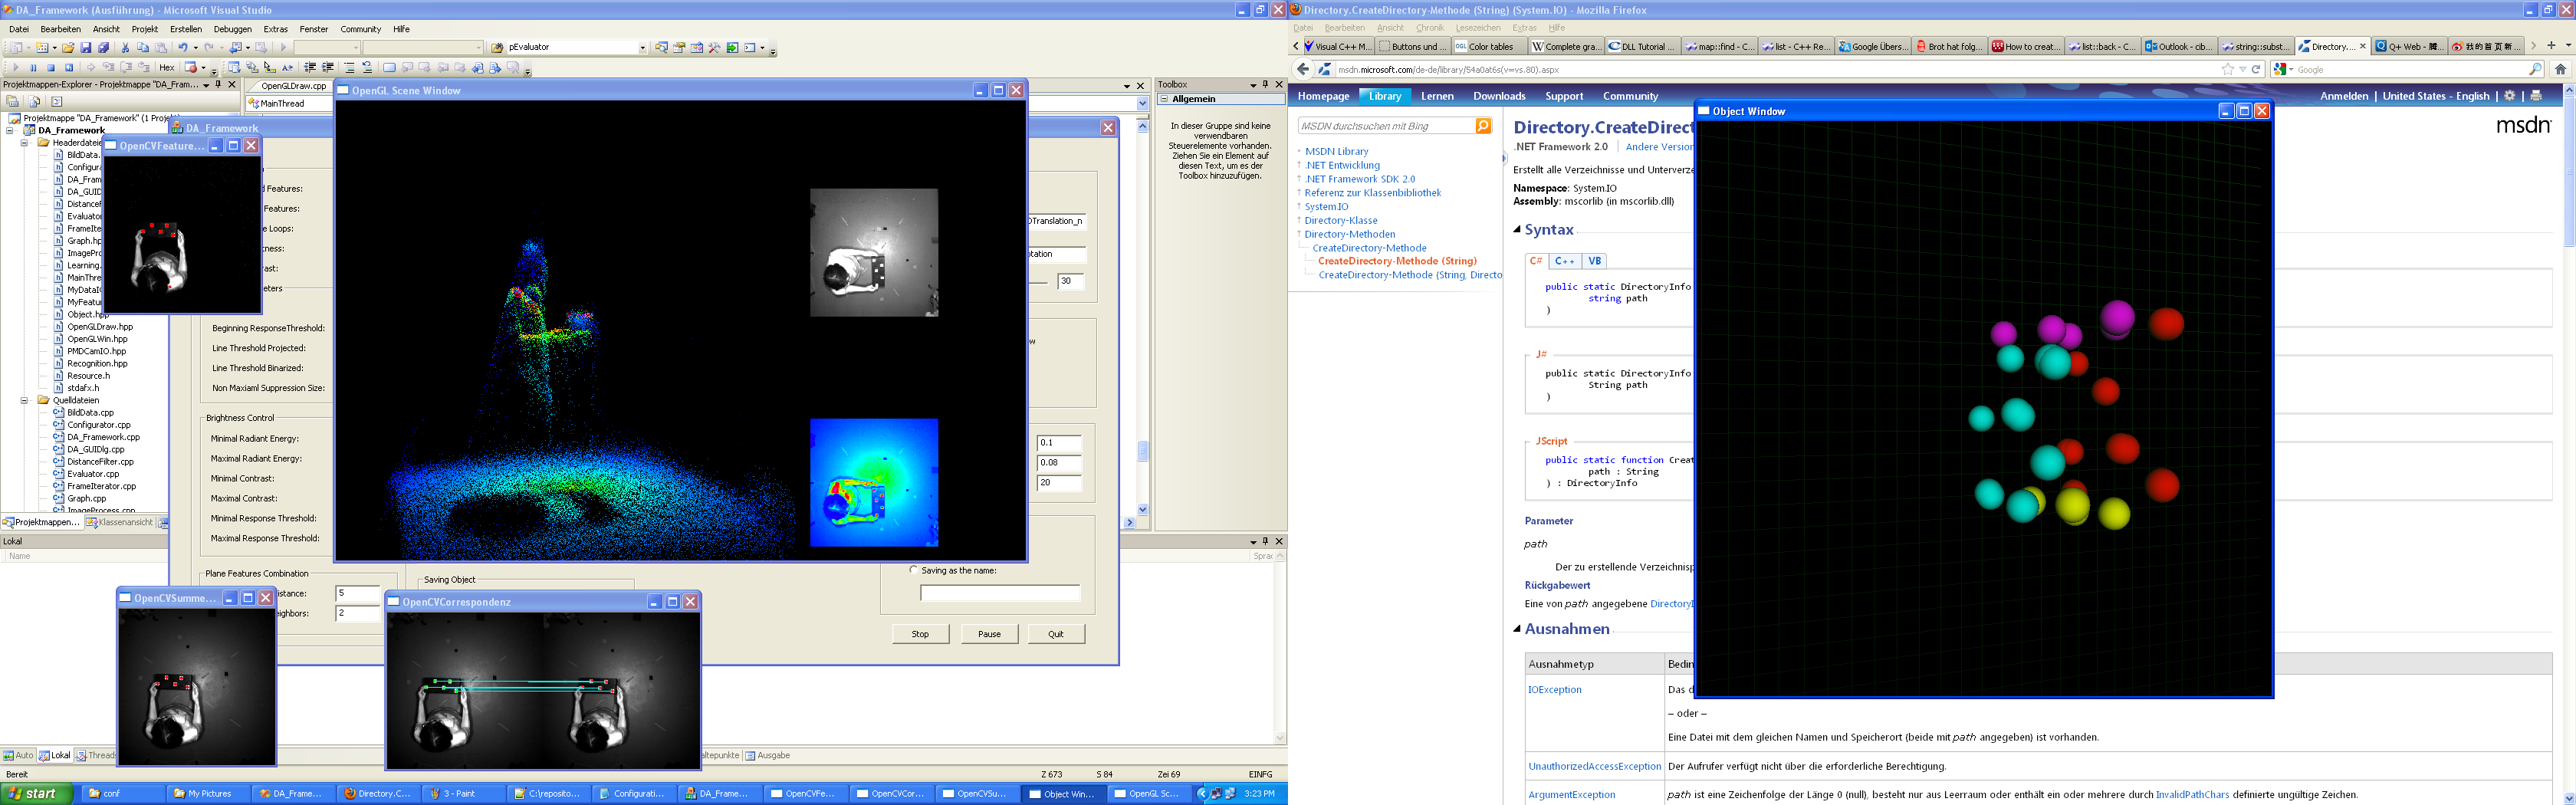 DA_Framework (Ausführung) - Microsoft Visual Studio
Datei Bearbeiten Ansicht Projekt Erstellen Debuggen Extras Fenster Community Hilfe
pEvaluator
Hex
Projektmappen-Explorer - Projektmappe "DA_Fram...
Projektmappe "DA_Framework" (1 Proje
DA_Framework
Headerdateie
BildData.
Configura
DA_Fram
DA_GUID
DistanceF
Evaluator
FrameIte
Graph.hp
ImagePro
Learning.
MainThre
MyDataIO
MyFeatur
Object.hp
OpenGLDraw.hpp
OpenGLWin.hpp
PMDCamIO.hpp
Recognition.hpp
Resource.h
stdafx.h
Quelldateien
BildData.cpp
Configurator.cpp
DA_Framework.cpp
DA_GUIDlg.cpp
DistanceFilter.cpp
Evaluator.cpp
FrameIterator.cpp
Graph.cpp
ImageProcess.cpp
Projektmappen...
Klassenansicht
Lokal
Name
OpenGLDraw.cpp
MainThread
DA_Framework
OpenCVFeature...
d Features:
Features:
e Loops:
ness:
ast:
meters
Beginning ResponseThreshold:
Line Threshold Projected:
Line Threshold Binarized:
Non Maxiaml Suppression Size:
Brightness Control
Minimal Radiant Energy:
Maximal Radiant Energy:
Minimal Contrast:
Maximal Contrast:
Minimal Response Threshold:
Maximal Response Threshold:
Plane Features Combination
istance:
5
eighbors:
2
OpenGL Scene Window
DTranslation_n
otation
30
0.1
0.08
20
Saving Object
Saving as the name:
Stop
Pause
Quit
OpenCVSumme...
OpenCVCorrespondenz
Toolbox
Allgemein
In dieser Gruppe sind keine
verwendbaren
Steuerelemente vorhanden.
Ziehen Sie ein Element auf
diesen Text, um es der
Toolbox hinzuzufügen.
Sprac
Auto
Lokal
Threads
altepunkte
Ausgabe
Bereit
Z 673
S 84
Zei 69
EINFG
start
conf
My Pictures
DA_Frame...
Directory.C...
3 - Paint
C:\reposito...
Configurati...
DA_Frame...
OpenCVFe...
OpenCVCor...
OpenCVSu...
Object Win...
OpenGL Sc...
3:23 PM
Directory.CreateDirectory-Methode (String) (System.IO) - Mozilla Firefox
Datei Bearbeiten Ansicht Chronik Lesezeichen Extras Hilfe
Visual C++ M...
Buttons und ...
Color tables
Complete gra...
DLL Tutorial ...
map::find - C...
list - C++ Re...
Google Übers...
Brot hat folg...
How to creat...
list::back - C...
Outlook - cib...
string::subst...
Directory....
Q+ Web - 腾...
我的首页 新...
msdn.microsoft.com/de-de/library/54a0at6s(v=vs.80).aspx
Google
Homepage Library Lernen Downloads Support Community
Anmelden | United States - English
msdn
MSDN durchsuchen mit Bing
MSDN Library
.NET Entwicklung
.NET Framework SDK 2.0
Referenz zur Klassenbibliothek
System.IO
Directory-Klasse
Directory-Methoden
CreateDirectory-Methode
CreateDirectory-Methode (String)
CreateDirectory-Methode (String, Directo
Directory.CreateDirect
.NET Framework 2.0
Andere Version
Erstellt alle Verzeichnisse und Unterverze
Namespace: System.IO
Assembly: mscorlib (in mscorlib.dll)
Syntax
C# C++ VB
public static DirectoryInfo
string path
)
J#
public static DirectoryInfo
String path
)
JScript
public static function Creat
path : String
) : DirectoryInfo
Parameter
path
Der zu erstellende Verzeichnisp
Rückgabewert
Eine von path angegebene DirectoryI
Ausnahmen
Ausnahmetyp
Bedin
IOException
Das d
– oder –
Eine Datei mit dem gleichen Namen und Speicherort (beide mit path angegeben) ist vorhanden.
UnauthorizedAccessException
Der Aufrufer verfügt nicht über die erforderliche Berechtigung.
ArgumentException
path ist eine Zeichenfolge der Länge 0 (null), besteht nur aus Leerraum oder enthält ein oder mehrere durch InvalidPathChars definierte ungültige Zeichen.
Object Window